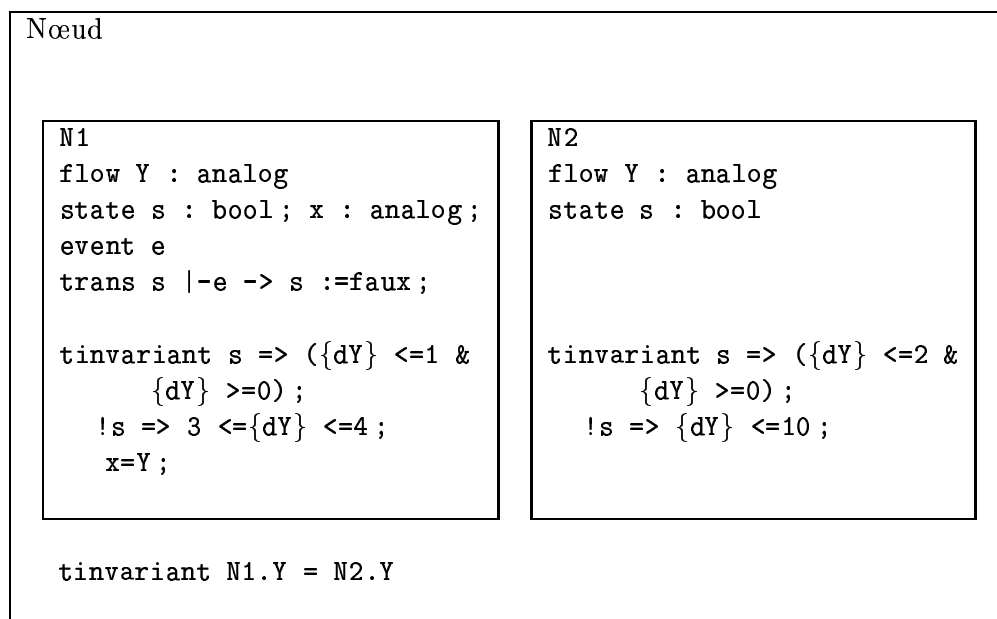 Nœud
N1
flow Y : analog
state s : bool ; x : analog ;
event e
trans s |-e -> s :=faux ;
tinvariant s => ({dY} <=1 &
{dY} >=0) ;
!s => 3 <={dY} <=4 ;
x=Y ;
N2
flow Y : analog
state s : bool
tinvariant s => ({dY} <=2 &
{dY} >=0) ;
!s => {dY} <=10 ;
tinvariant N1.Y = N2.Y